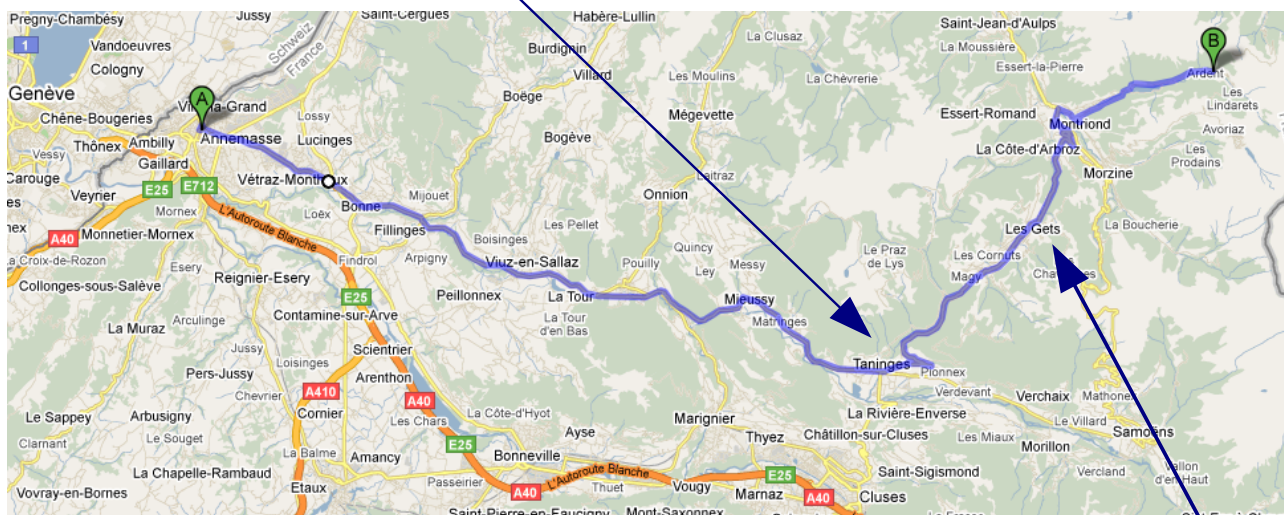 Pregny-Chambésy
Jussy
Saint-Cergues
Habère-Lullin
Saint-Jean-d'Aulps
B
1
Vandoeuvres
Schweiz
France
Burdignin
La Clusaz
La Moussière
Cologny
Villard
Les Moulins
La Chèvrerie
Essert-la-Pierre
Ardent
Genève
A
Boëge
Les
Lindarets
Chêne-Bougeries
Lossy
Mégevette
Essert-Romand
Montriond
Avoriaz
Thônex
Ambilly
Annemasse
Lucinges
Bogève
La Côte-d'Arbroz
Les
Prodains
Vessy
Gaillard
Carouge
Veyrier
E25
E712
Mijouet
Onnion
Morzine
Mornex
Loëx
Bonne
Les Pellet
Les Gets
La Boucherie
A40
Monnetier-Mornex
L'Autoroute Blanche
Fillinges
Boisinges
Quincy
Le Praz
de Lys
Les Cornuts
Esery
Findrol
Arpigny
Viuz-en-Sallaz
Pouilly
Ley
Messy
Magy
Collonges-sous-Salève
Reignier-Esery
E25
Peillonnex
La Tour
Mieussy
La Muraz
Arculinge
Contamine-sur-Arve
La Tour
d'en Bas
Matringes
Jussy
Scientrier
Taninges
Pionnex
Pers-Jussy
Loisinges
Arenthon
Verdevant
Verchaix
Chevrier
A410
A40
Le Sappey
Arbusigny
Cornier
Les Chars
La Côte-d'Hyot
Marignier
La Rivière-Enverse
Le Villard
Clarnant
Le Souget
E25
Ayse
Thyez
Châtillon-sur-Cluses
Les Miaux
Morillon
Samoëns
La Balme
Amancy
Bonneville
La Chapelle-Rambaud
Passeirier
L'Autoroute Blanche
E25
Saint-Sigismond
Vercland
Vallon
d'en Haut
Vovray-en-Bornes
Etaux
A40
Thuet
Vougy
Marnaz
A40
Cluses
Saint-Pierre-en-Faucigny
Mont-Saxonnex